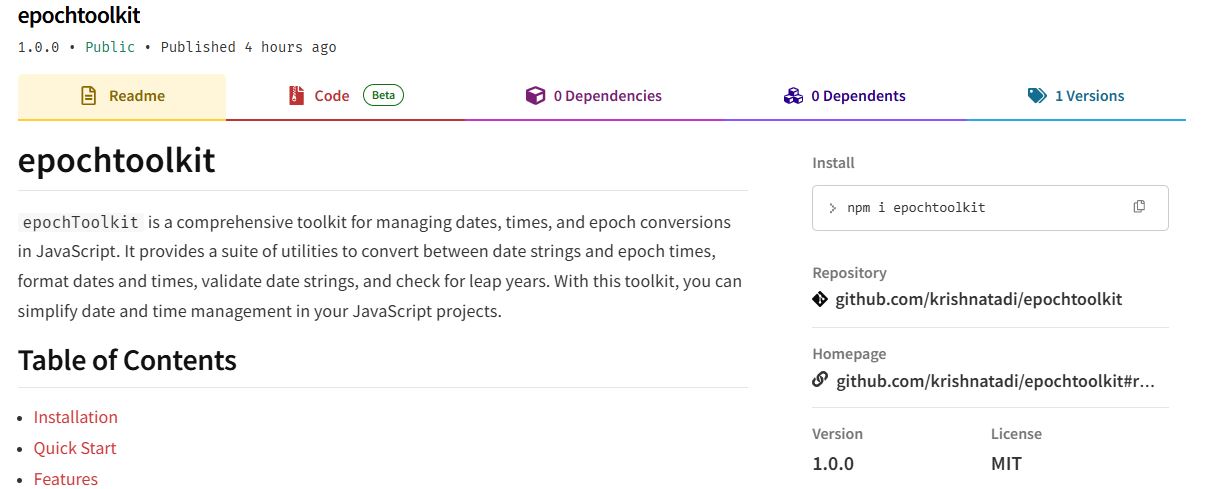 epochtoolkit
1.0.0 • Public • Published 4 hours ago
Readme
Code Beta
0 Dependencies
0 Dependents
1 Versions
epochtoolkit
epochToolkit is a comprehensive toolkit for managing dates, times, and epoch conversions
in JavaScript. It provides a suite of utilities to convert between date strings and epoch times,
format dates and times, validate date strings, and check for leap years. With this toolkit, you can
simplify date and time management in your JavaScript projects.
Table of Contents
• Installation
• Quick Start
• Features
Install
> npm i epochtoolkit
Repository
github.com/krishnatadi/epochtoolkit
Homepage
github.com/krishnatadi/epochtoolkit#r...
Version
License
1.0.0
MIT